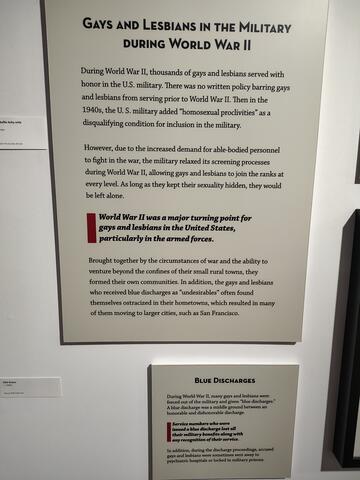 GAYS AND LESBIANS IN THE MILITARY
DURING WORLD WAR II
During World War II, thousands of gays and lesbians served with
honor in the U.S. military. There was no written policy barring gays
and lesbians from serving prior to World War II. Then in the
1940s, the U. S. military added "homosexual proclivities" as a
disqualifying condition for inclusion in the military.
However, due to the increased demand for able-bodied personnel
to fight in the war, the military relaxed its screening processes
during World War II, allowing gays and lesbians to join the ranks at
every level. As long as they kept their sexuality hidden, they would
be left alone.
World War II was a major turning point for
gays and lesbians in the United States,
particularly in the armed forces.
Brought together by the circumstances of war and the ability to
venture beyond the confines of their small rural towns, they
formed their own communities. In addition, the gays and lesbians
who received blue discharges as "undesirables" often found
themselves ostracized in their hometowns, which resulted in many
of them moving to larger cities, such as San Francisco.
BLUE DISCHARGES
During World War II, many gays and lesbians were
forced out of the military and given "blue discharges."
A blue discharge was a middle ground between an
honorable and dishonorable discharge.
Service members who were
issued a blue discharge lost all
their military benefits along with
any recognition of their service.
In addition, during the discharge proceedings, accused
gays and lesbians were sometimes sent away to
psychiatric hospitals or locked in military prisons.